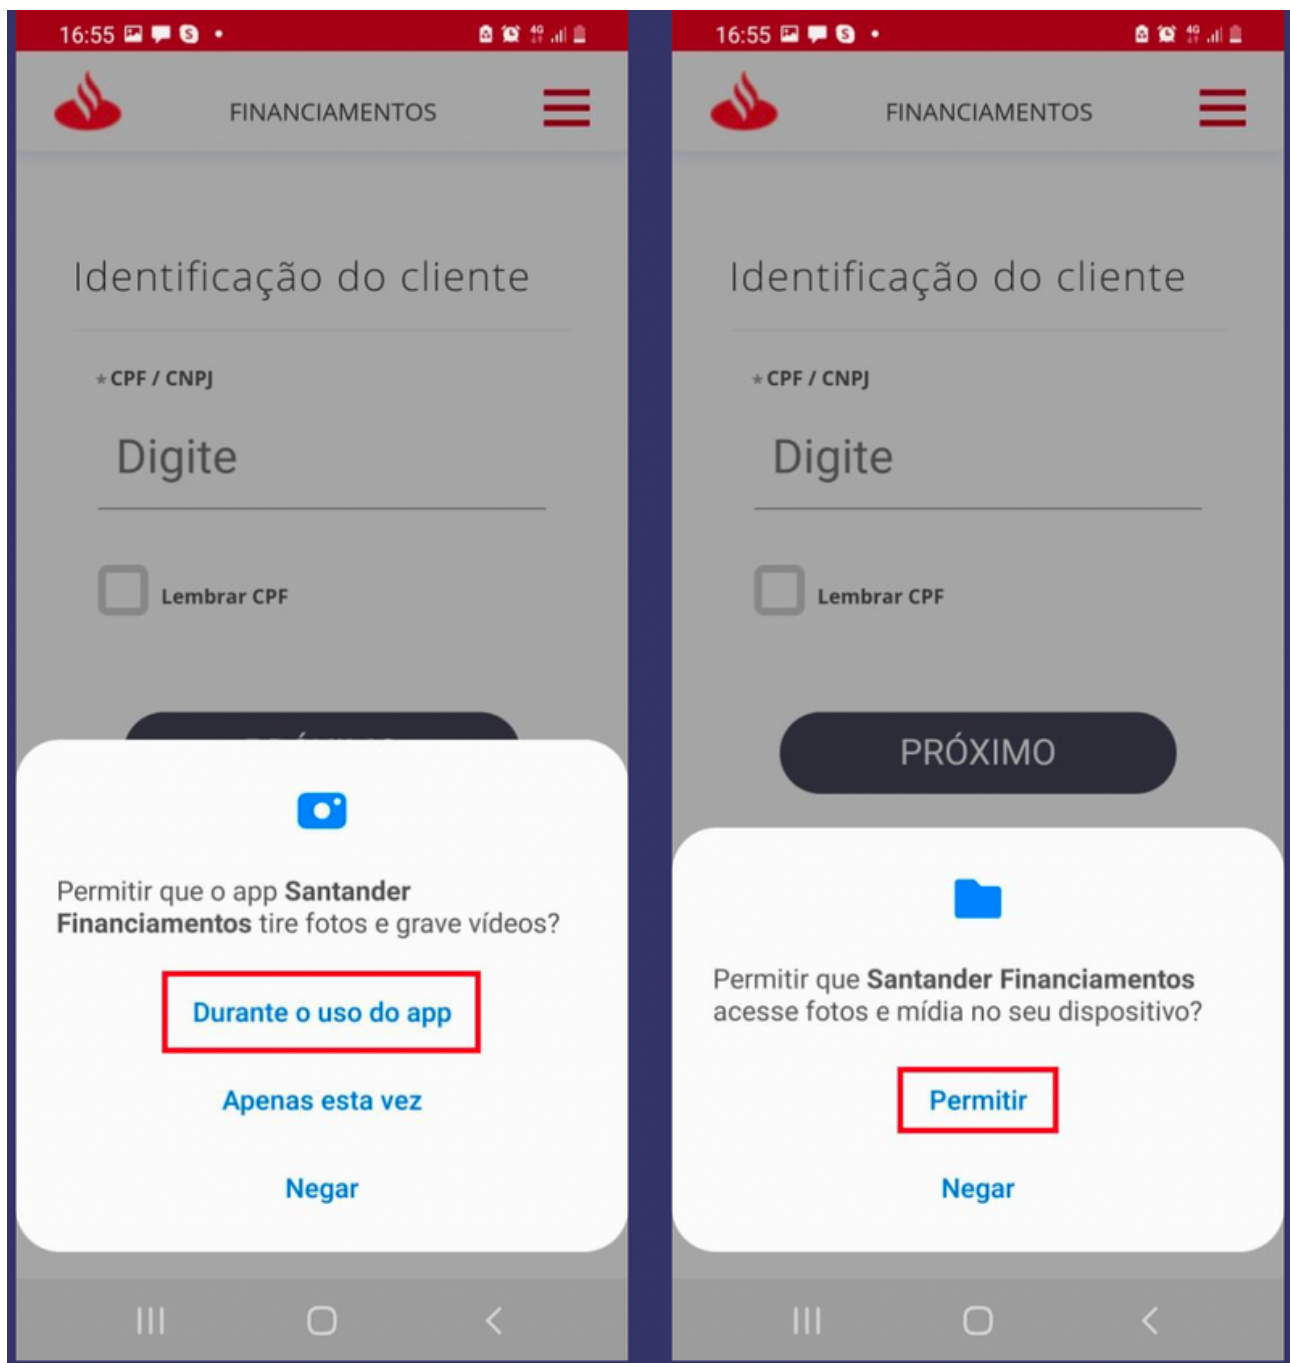 16:55
FINANCIAMENTOS
Identificação do cliente
* CPF / CNPJ
Digite
Lembrar CPF
Permitir que o app Santander
Financiamentos tire fotos e grave vídeos?
Durante o uso do app
Apenas esta vez
Negar
16:55
FINANCIAMENTOS
Identificação do cliente
* CPF / CNPJ
Digite
Lembrar CPF
PRÓXIMO
Permitir que Santander Financiamentos
acesse fotos e mídia no seu dispositivo?
Permitir
Negar